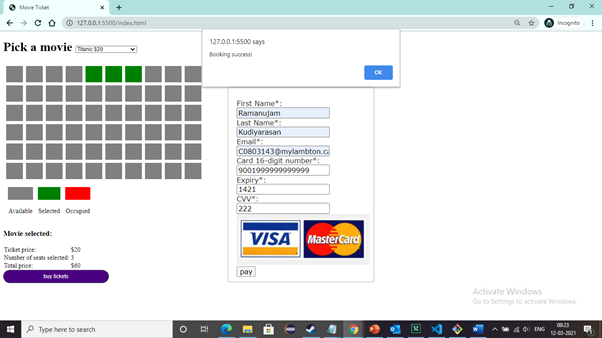 Movie Ticket
127.0.0.1:5500/index.html
Incognito
Pick a movie
Titanic $20
127.0.0.1:5500 says
Booking success!
OK
First Name*:
Ramanujam
Last Name*:
Kudiyarasan
Email*:
C0803143@mylambton.c
Card 16-digit number*:
9001999999999999
Expiry*:
1421
CVV*:
222
VISA
MasterCard
pay
Available
Selected
Occupied
Movie selected:
Ticket price: $20
Number of seats selected: 3
Total price: $60
buy tickets
Activate Windows
Go to Settings to activate Windows.
Type here to search
ENG
08:23
12-03-2021